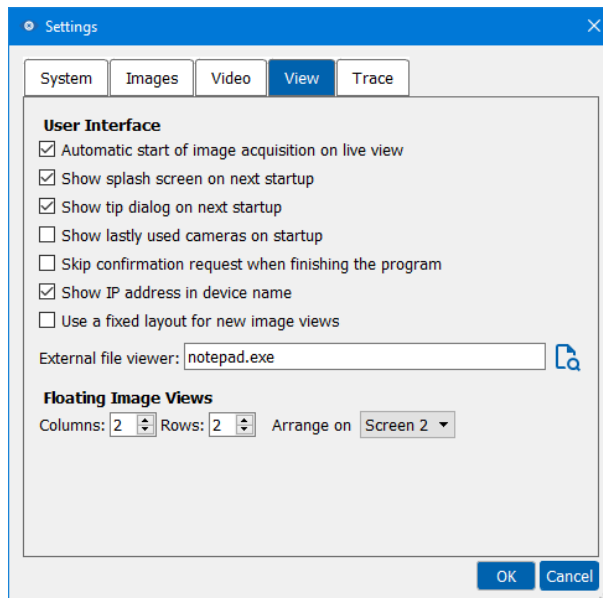 Settings
System Images Video View Trace
User Interface
Automatic start of image acquisition on live view
Show splash screen on next startup
Show tip dialog on next startup
Show lastly used cameras on startup
Skip confirmation request when finishing the program
Show IP address in device name
Use a fixed layout for new image views
External file viewer: notepad.exe
Floating Image Views
Columns: 2 Rows: 2 Arrange on Screen 2
OK Cancel